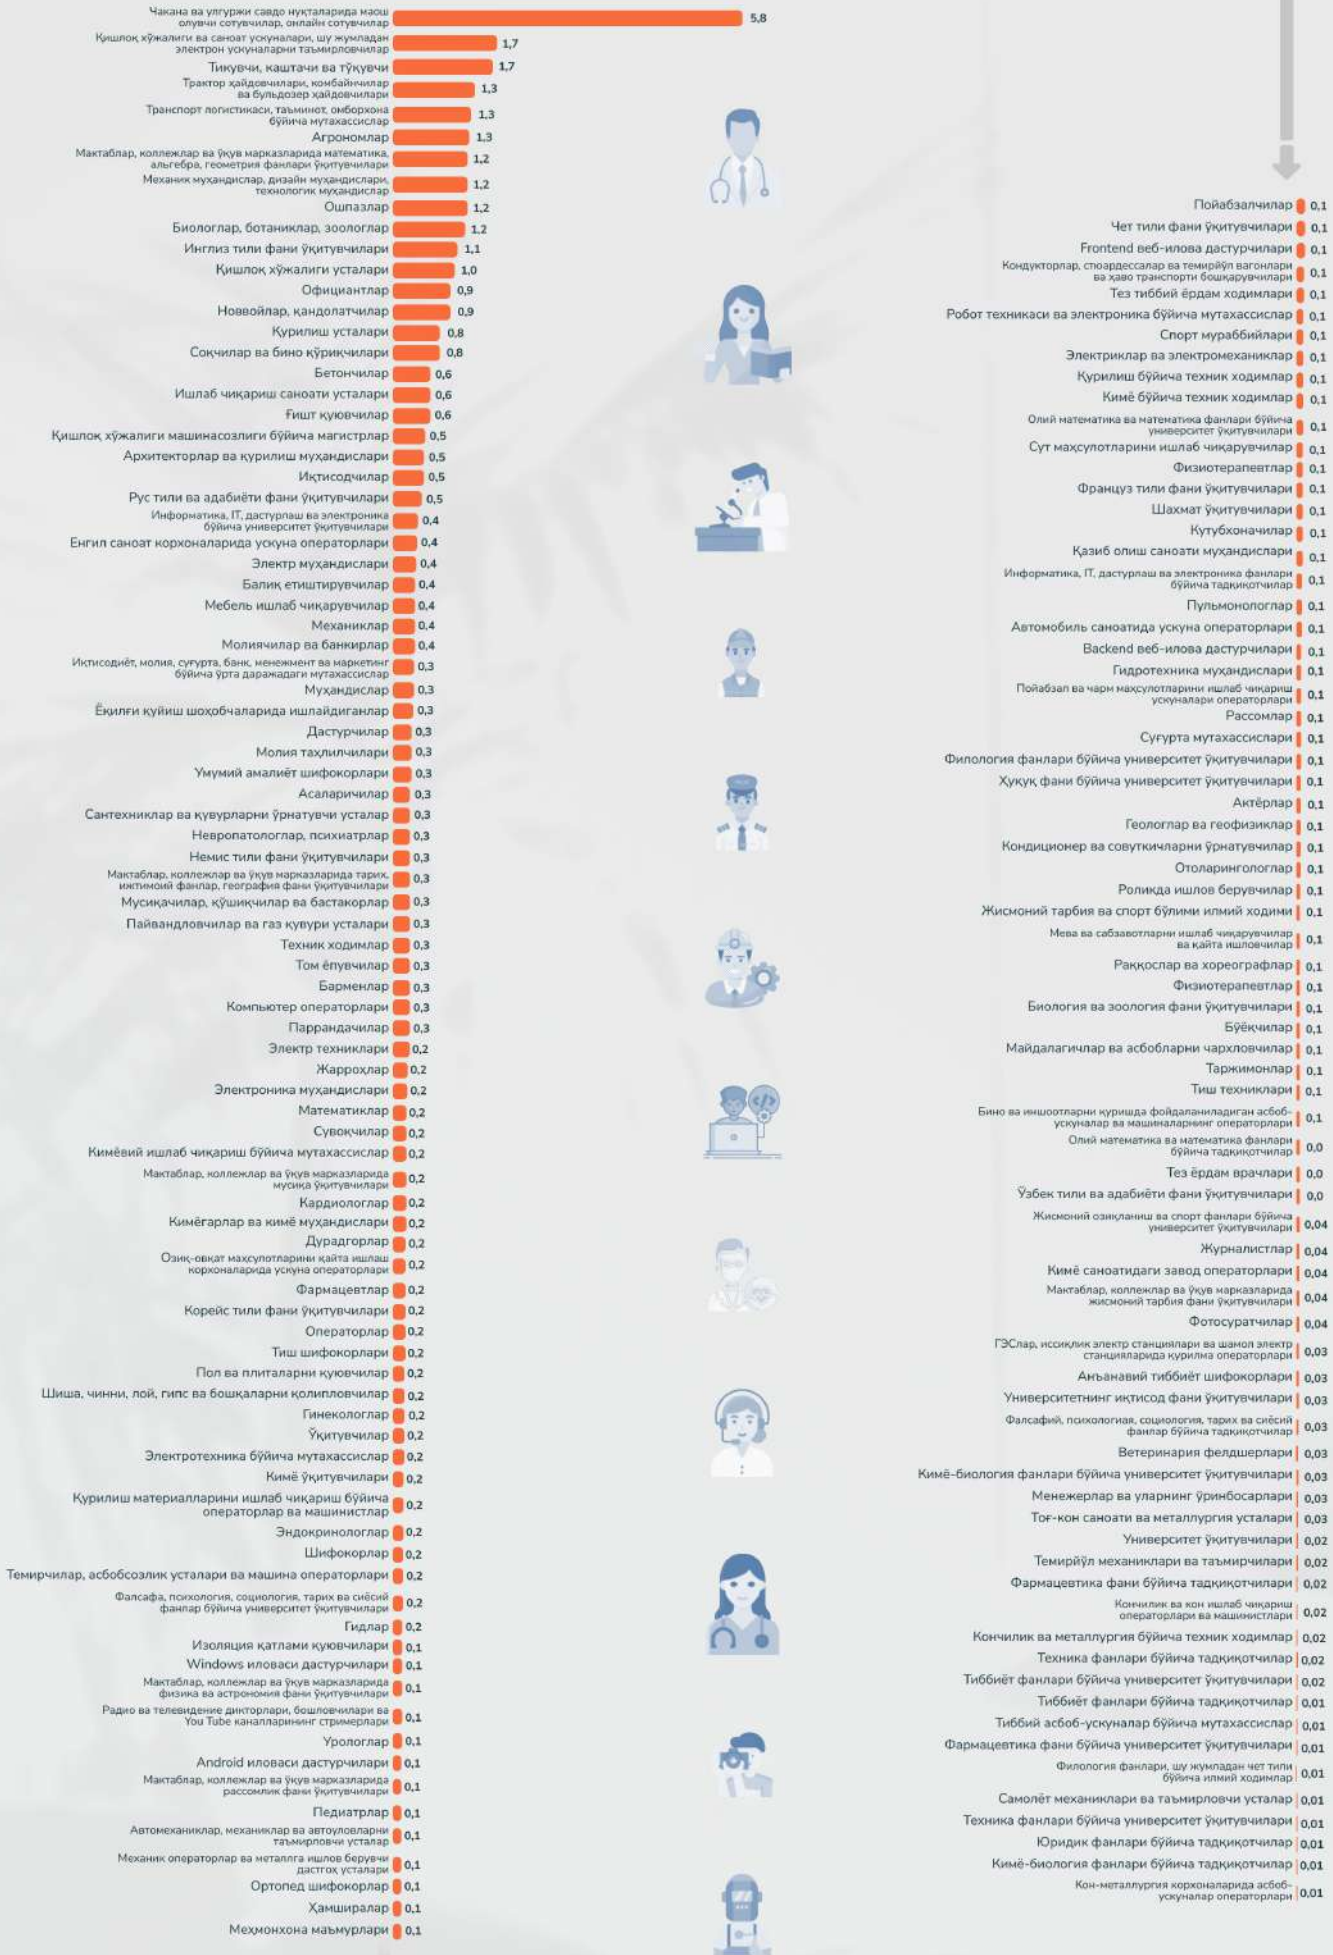 Чакана ва улгуржи савдо нуқталарида маош
олувчи сотувчилар, онлайн сотувчилар
5,8
Қишлоқ хўжалиги ва саноат ускуналари, шу жумладан
электрон ускуналарни таъмирловчилар
1,7
Тикувчи, каштачи ва тўқувчи 1,7
Трактор ҳайдовчилари, комбайнчилар
ва бульдозер ҳайдовчилари
1,3
Транспорт логистикаси, таъминот, омборхона
бўйича мутахассислар
1,3
Агрономлар 1,3
Мактаблар, коллежлар ва ўқув марказларида математика,
алгебра, геометрия фанлари ўқитувчилари
1,2
Механик муҳандислар, дизайн муҳандислари,
технологик муҳандислар
1,2
Ошпазлар 1,2
Биологлар, ботаниклар, зоологлар 1,2
Инглиз тили фани ўқитувчилари 1,1
Қишлоқ хўжалиги усталари 1,0
Официантлар 0,9
Новвойлар, қандолатчилар 0,9
Қурилиш усталари 0,8
Соқчилар ва бино қўриқчилари 0,8
Бетончилар 0,6
Ишлаб чиқариш саноати усталари 0,6
Ғишт қуювчилар 0,6
Қишлоқ хўжалиги машинасозлиги бўйича магистрлар 0,5
Архитекторлар ва қурилиш муҳандислари 0,5
Иқтисодчилар 0,5
Рус тили ва адабиёти фани ўқитувчилари 0,5
Информатика, IT, дастурлаш ва электроника
бўйича университет ўқитувчилари
0,4
Енгил саноат корхоналарида ускуна операторлари 0,4
Электр муҳандислари 0,4
Балиқ етиштирувчилар 0,4
Мебель ишлаб чиқарувчилар 0,4
Механиклар 0,4
Молиячилар ва банкирлар 0,4
Иқтисодиёт, молия, суғурта, банк, менежмент ва маркетинг
бўйича ўрта даражадаги мутахассислар
0,3
Муҳандислар 0,3
Ёқилғи қуйиш шоҳобчаларида ишлайдиганлар 0,3
Дастурчилар 0,3
Молия таҳлилчилари 0,3
Умумий амалиёт шифокорлари 0,3
Асаларичилар 0,3
Сантехниклар ва қувурларни ўрнатувчи усталар 0,3
Невропатологлар, психиатрлар 0,3
Немис тили фани ўқитувчилари 0,3
Мактаблар, коллежлар ва ўқув марказларида тарих,
ижтимоий фанлар, география фани ўқитувчилари
0,3
Мусиқачилар, қўшиқчилар ва бастакорлар 0,3
Пайвандловчилар ва газ қувури усталари 0,3
Техник ходимлар 0,3
Том ёпувчилар 0,3
Барменлар 0,3
Компьютер операторлари 0,3
Паррандачилар 0,3
Электр техниклари 0,2
Жарроҳлар 0,2
Электроника муҳандислари 0,2
Математиклар 0,2
Сувоқчилар 0,2
Кимёвий ишлаб чиқариш бўйича мутахассислар 0,2
Мактаблар, коллежлар ва ўқув марказларида
мусиқа ўқитувчилари
0,2
Кардиологлар 0,2
Кимёгарлар ва кимё муҳандислари 0,2
Дурадгорлар 0,2
Озиқ-овқат маҳсулотларини қайта ишлаш
корхоналарида ускуна операторлари
0,2
Фармацевтлар 0,2
Корейс тили фани ўқитувчилари 0,2
Операторлар 0,2
Тиш шифокорлари 0,2
Пол ва плиталарни қуювчилар 0,2
Шиша, чинни, лой, гипс ва бошқаларни қолипловчилар 0,2
Гинекологлар 0,2
Ўқитувчилар 0,2
Электротехника бўйича мутахассислар 0,2
Кимё ўқитувчилари 0,2
Қурилиш материалларини ишлаб чиқариш бўйича
операторлар ва машинистлар
0,2
Эндокринологлар 0,2
Шифокорлар 0,2
Темирчилар, асбобсозлик усталари ва машина операторлари 0,2
Фалсафа, психология, социология, тарих ва сиёсий
фанлар бўйича университет ўқитувчилари
0,2
Гидлар 0,2
Изоляция қатлами қуювчилари 0,1
Windows иловаси дастурчилари 0,1
Мактаблар, коллежлар ва ўқув марказларида
физика ва астрономия фани ўқитувчилари
0,1
Радио ва телевидение дикторлари, бошловчилари ва
You Tube каналларининг стримерлари
0,1
Урологлар 0,1
Android иловаси дастурчилари 0,1
Мактаблар, коллежлар ва ўқув марказларида
рассомлик фани ўқитувчилари
0,1
Педиатрлар 0,1
Автомеханиклар, механиклар ва автоуловларни
таъмирловчи усталар
0,1
Механик операторлар ва металлга ишлов берувчи
дастгоҳ усталари
0,1
Ортопед шифокорлар 0,1
Ҳамширалар 0,1
Меҳмонхона маъмурлари 0,1
Пойабзалчилар 0,1
Чет тили фани ўқитувчилари 0,1
Frontend веб-илова дастурчилари 0,1
Кондукторлар, стюардессалар ва темирйўл вагонлари
ва ҳаво транспорти бошқарувчилари
0,1
Тез тиббий ёрдам ходимлари 0,1
Робот техникаси ва электроника бўйича мутахассислар 0,1
Спорт мураббийлари 0,1
Электриклар ва электромеханиклар 0,1
Қурилиш бўйича техник ходимлар 0,1
Кимё бўйича техник ходимлар 0,1
Олий математика ва математика фанлари бўйича
университет ўқитувчилари
0,1
Сут маҳсулотларини ишлаб чиқарувчилар 0,1
Физиотерапевтлар 0,1
Француз тили фани ўқитувчилари 0,1
Шахмат ўқитувчилари 0,1
Кутубхоначилар 0,1
Қазиб олиш саноати муҳандислари 0,1
Информатика, IT, дастурлаш ва электроника фанлари
бўйича тадқиқотчилар
0,1
Пульмонологлар 0,1
Автомобиль саноатида ускуна операторлари 0,1
Backend веб-илова дастурчилари 0,1
Гидротехника муҳандислари 0,1
Пойабзал ва чарм маҳсулотларини ишлаб чиқариш
ускуналари операторлари
0,1
Рассомлар 0,1
Суғурта мутахассислари 0,1
Филология фанлари бўйича университет ўқитувчилари 0,1
Ҳуқуқ фани бўйича университет ўқитувчилари 0,1
Актёрлар 0,1
Геологлар ва геофизиклар 0,1
Кондиционер ва совуткичларни ўрнатувчилар 0,1
Отоларингологлар 0,1
Роликда ишлов берувчилар 0,1
Жисмоний тарбия ва спорт бўлими илмий ходими 0,1
Мева ва сабзавотларни ишлаб чиқарувчилар
ва қайта ишловчилар
0,1
Раққослар ва хореографлар 0,1
Физиотерапевтлар 0,1
Биология ва зоология фани ўқитувчилари 0,1
Бўёқчилар 0,1
Майдалагичлар ва асбобларни чархловчилар 0,1
Таржимонлар 0,1
Тиш техниклари 0,1
Бино ва иншоотларни қуришда фойдаланиладиган асбоб-
ускуналар ва машиналарнинг операторлари
0,1
Олий математика ва математика фанлари
бўйича тадқиқотчилар
0,0
Тез ёрдам врачлари 0,0
Ўзбек тили ва адабиёти фани ўқитувчилари 0,0
Жисмоний озиқланиш ва спорт фанлари бўйича
университет ўқитувчилари
0,04
Журналистлар 0,04
Кимё саноатидаги завод операторлари 0,04
Мактаблар, коллежлар ва ўқув марказларида
жисмоний тарбия фани ўқитувчилари
0,04
Фотосуратчилар 0,04
ГЭСлар, иссиқлик электр станциялари ва шамол электр
станцияларида қурилма операторлари
0,03
Анъанавий тиббиёт шифокорлари 0,03
Университетнинг иқтисод фани ўқитувчилари 0,03
Фалсафий, психологиая, социология, тарих ва сиёсий
фанлар бўйича тадқиқотчилар
0,03
Ветеринария фелдшерлари 0,03
Кимё-биология фанлари бўйича университет ўқитувчилари 0,03
Менежерлар ва уларнинг ўринбосарлари 0,03
Тоғ-кон саноати ва металлургия усталари 0,03
Университет ўқитувчилари 0,02
Темирйўл механиклари ва таъмирчилари 0,02
Фармацевтика фани бўйича тадқиқотчилари 0,02
Кончилик ва кон ишлаб чиқариш
операторлари ва машинистлари
0,02
Кончилик ва металлургия бўйича техник ходимлар 0,02
Техника фанлари бўйича тадқиқотчилар 0,02
Тиббиёт фанлари бўйича университет ўқитувчилари 0,02
Тиббиёт фанлари бўйича тадқиқотчилар 0,01
Тиббий асбоб-ускуналар бўйича мутахассислар 0,01
Фармацевтика фани бўйича университет ўқитувчилари 0,01
Филология фанлари, шу жумладан чет тили
бўйича илмий ходимлар
0,01
Самолёт механиклари ва таъмирловчи усталар 0,01
Техника фанлари бўйича университет ўқитувчилари 0,01
Юридик фанлари бўйича тадқиқотчилар 0,01
Кимё-биология фанлари бўйича тадқиқотчилар 0,01
Кон-металлургия корхоналарида асбоб-
ускуналар операторлари
0,01